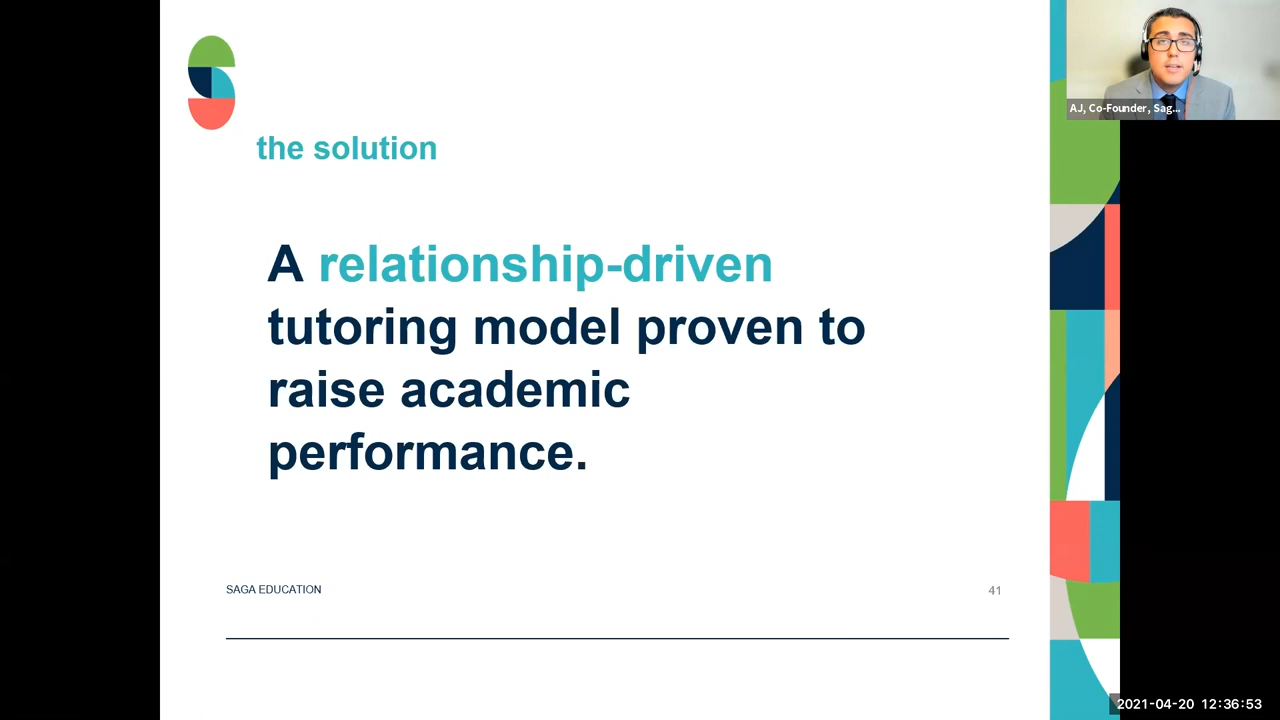 AJ, Co-Founder, Sag...
the solution
A relationship-driven
tutoring model proven to
raise academic
performance.
SAGA EDUCATION
41
2021-04-20 12:36:53